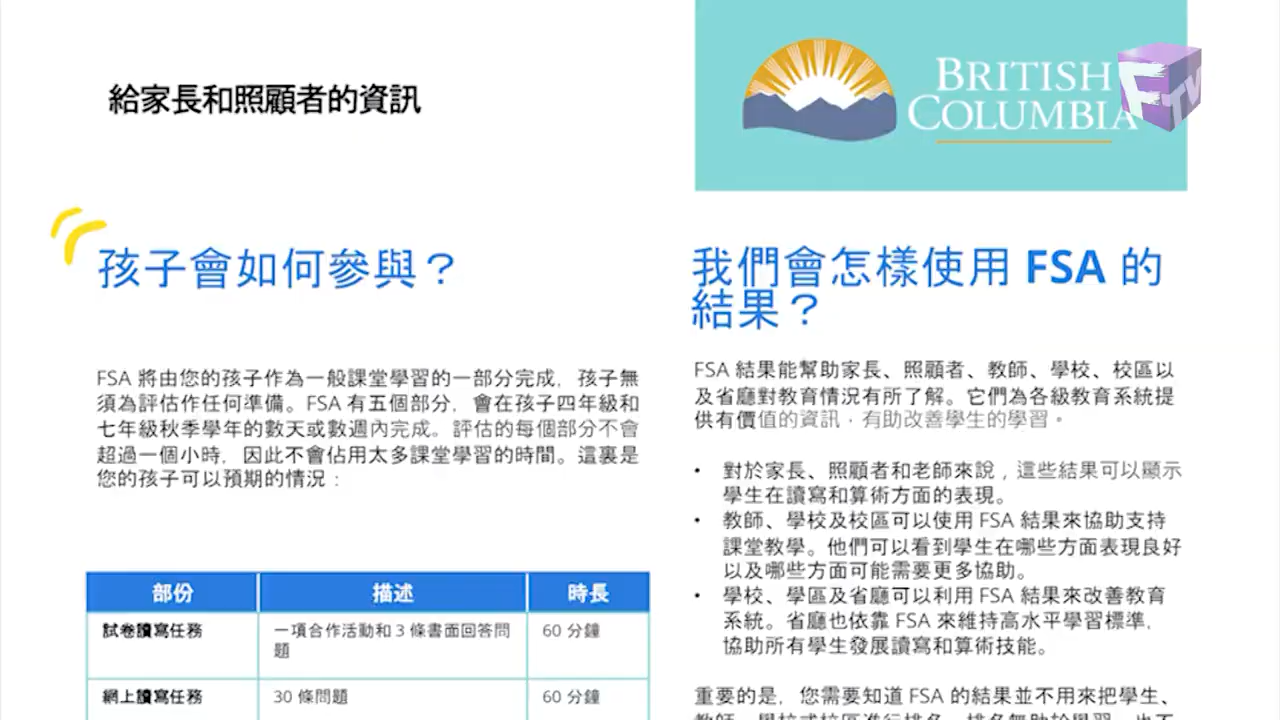 給家長和照顧者的資訊
BRITISH
COLUMBIA
FTV
孩子會如何參與？
FSA 將由您的孩子作為一般課堂學習的一部分完成，孩子無
須為評估作任何準備。FSA 有五個部分，會在孩子四年級和
七年級秋季學年的數天或數週內完成。評估的每個部分不會
超過一個小時，因此不會佔用太多課堂學習的時間。這裏是
您的孩子可以預期的情況：
部份 描述 時長
試卷讀寫任務 一項合作活動和 3 條書面回答問 60 分鐘
題
網上讀寫任務 30 條問題 60 分鐘
我們會怎樣使用 FSA 的
結果？
FSA 結果能幫助家長、照顧者、教師、學校、校區以
及省廳對教育情況有所了解。它們為各級教育系統提
供有價值的資訊，有助改善學生的學習。
• 對於家長、照顧者和老師來說，這些結果可以顯示
學生在讀寫和算術方面的表現。
• 教師、學校及校區可以使用 FSA 結果來協助支持
課堂教學。他們可以看到學生在哪些方面表現良好
以及哪些方面可能需要更多協助。
• 學校、學區及省廳可以利用 FSA 結果來改善教育
系統。省廳也依靠 FSA 來維持高水平學習標準，
協助所有學生發展讀寫和算術技能。
重要的是，您需要知道 FSA 的結果並不用來把學生、